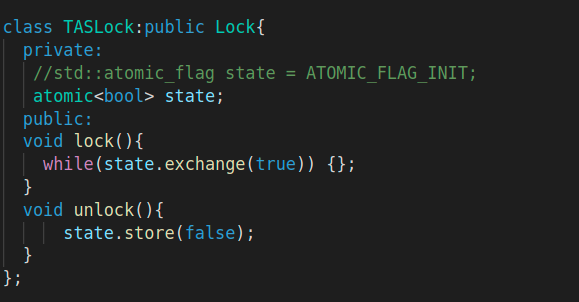 class TASLock:public Lock{
private:
//std::atomic_flag state = ATOMIC_FLAG_INIT;
atomic<bool> state;
public:
void lock(){
while(state.exchange(true)) {};
}
void unlock(){
state.store(false);
}
};